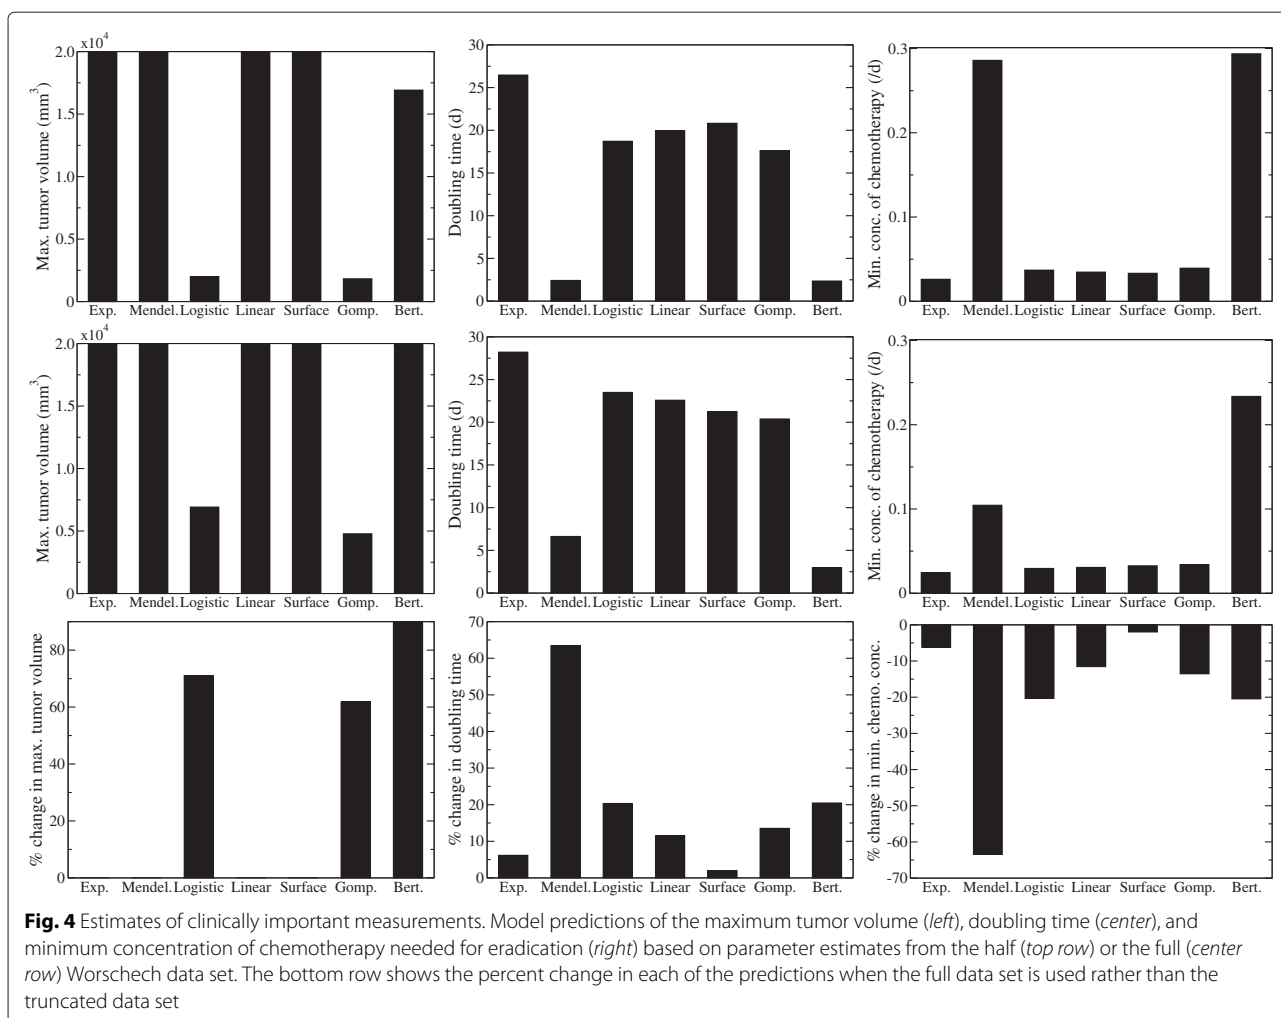 x10⁴
2.0
1.5
1.0
0.5
0
Max. tumor volume (mm³)
Exp. Mendel. Logistic Linear Surface Gomp. Bert.
30
25
20
15
10
5
0
Doubling time (d)
Exp. Mendel. Logistic Linear Surface Gomp. Bert.
0.3
0.2
0.1
0
Min. conc. of chemotherapy (/d)
Exp. Mendel. Logistic Linear Surface Gomp. Bert.
x10⁴
2.0
1.5
1.0
0.5
0
Max. tumor volume (mm³)
Exp. Mendel. Logistic Linear Surface Gomp. Bert.
30
25
20
15
10
5
0
Doubling time (d)
Exp. Mendel. Logistic Linear Surface Gomp. Bert.
0.3
0.2
0.1
0
Min. conc. of chemotherapy (/d)
Exp. Mendel. Logistic Linear Surface Gomp. Bert.
80
60
40
20
0
% change in max. tumor volume
Exp. Mendel. Logistic Linear Surface Gomp. Bert.
70
60
50
40
30
20
10
0
% change in doubling time
Exp. Mendel. Logistic Linear Surface Gomp. Bert.
0
-10
-20
-30
-40
-50
-60
-70
% change in min. chemo. conc.
Exp. Mendel. Logistic Linear Surface Gomp. Bert.
Fig. 4 Estimates of clinically important measurements. Model predictions of the maximum tumor volume (left), doubling time (center), and
minimum concentration of chemotherapy needed for eradication (right) based on parameter estimates from the half (top row) or the full (center
row) Worschech data set. The bottom row shows the percent change in each of the predictions when the full data set is used rather than the
truncated data set